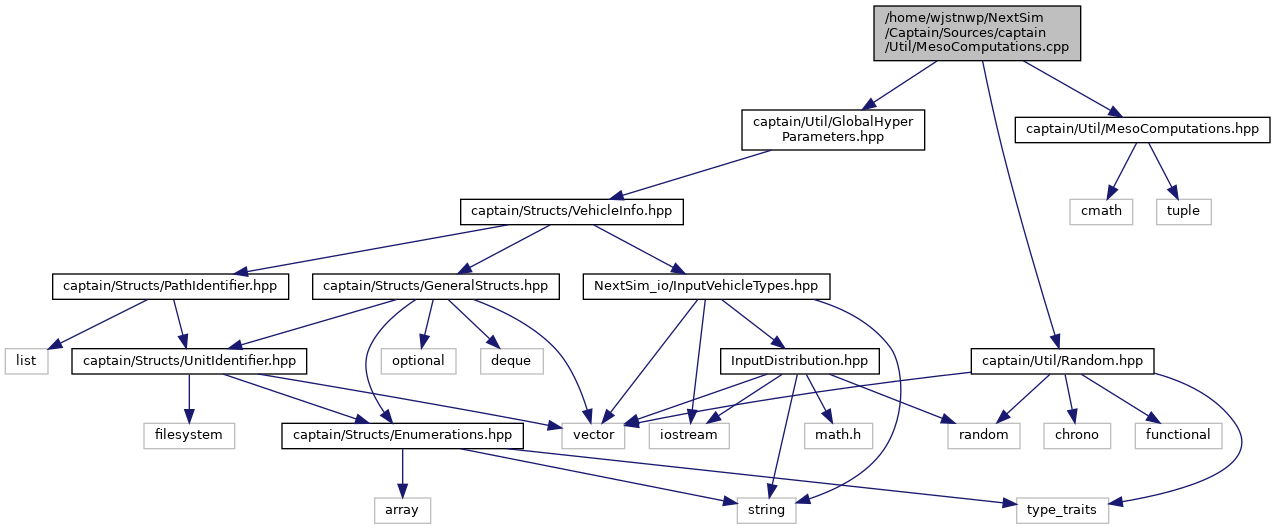 /home/wjstnwp/NextSim
/Captain/Sources/captain
/Util/MesoComputations.cpp
captain/Util/GlobalHyper
Parameters.hpp
captain/Util/MesoComputations.hpp
captain/Structs/VehicleInfo.hpp
cmath
tuple
captain/Structs/PathIdentifier.hpp
captain/Structs/GeneralStructs.hpp
NextSim_io/InputVehicleTypes.hpp
list
captain/Structs/UnitIdentifier.hpp
optional
deque
InputDistribution.hpp
captain/Util/Random.hpp
filesystem
captain/Structs/Enumerations.hpp
vector
iostream
math.h
random
chrono
functional
array
string
type_traits